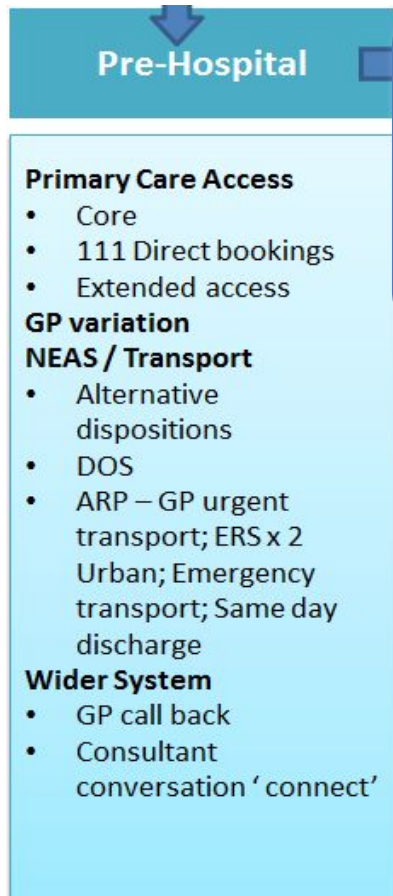 Pre-Hospital
Primary Care Access
• Core
• 111 Direct bookings
• Extended access
GP variation
NEAS / Transport
• Alternative
dispositions
• DOS
• ARP – GP urgent
transport; ERS x 2
Urban; Emergency
transport; Same day
discharge
Wider System
• GP call back
• Consultant
conversation ‘ connect’